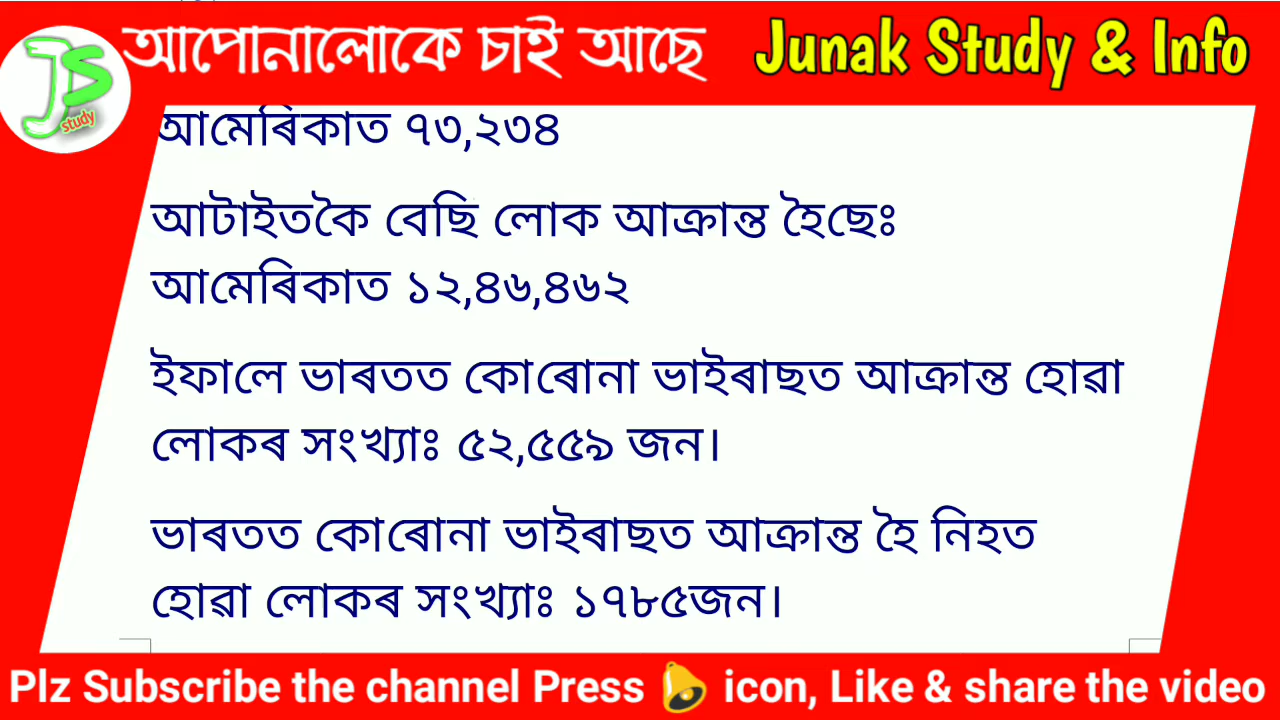 আপোনালোকে চাই আছে Junak Study & Info
JS
study
আমেৰিকাত ৭৩,২৩৪
আটাইতকৈ বেছি লোক আক্ৰান্ত হৈছেঃ
আমেৰিকাত ১২,৪৬,৪৬২
ইফালে ভাৰতত কোৰোনা ভাইৰাছত আক্ৰান্ত হোৱা
লোকৰ সংখ্যাঃ ৫২,৫৫৯ জন।
ভাৰতত কোৰোনা ভাইৰাছত আক্ৰান্ত হৈ নিহত
হোৱা লোকৰ সংখ্যাঃ ১৭৮৫জন।
Plz Subscribe the channel Press 🔔 icon, Like & share the video